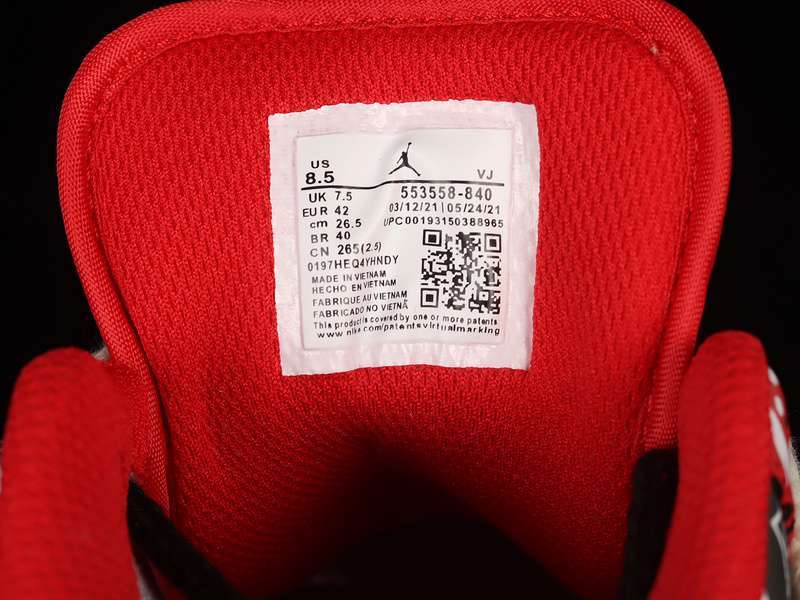 US
8.5
VJ
UK 7.5
553558-840
EUR 42
03/12/21 | 05/24/21
cm 26.5
UPC00193150388965
BR 40
CN 265(2.5)
0197HEQ4YHNDY
MADE IN VIETNAM
HECHO EN VIETNAM
FABRIQUE AU VIETNAM
FABRICADO NO VIETNÃ
This product is covered by one or more patents
www.nike.com/patentsvirtualmarking